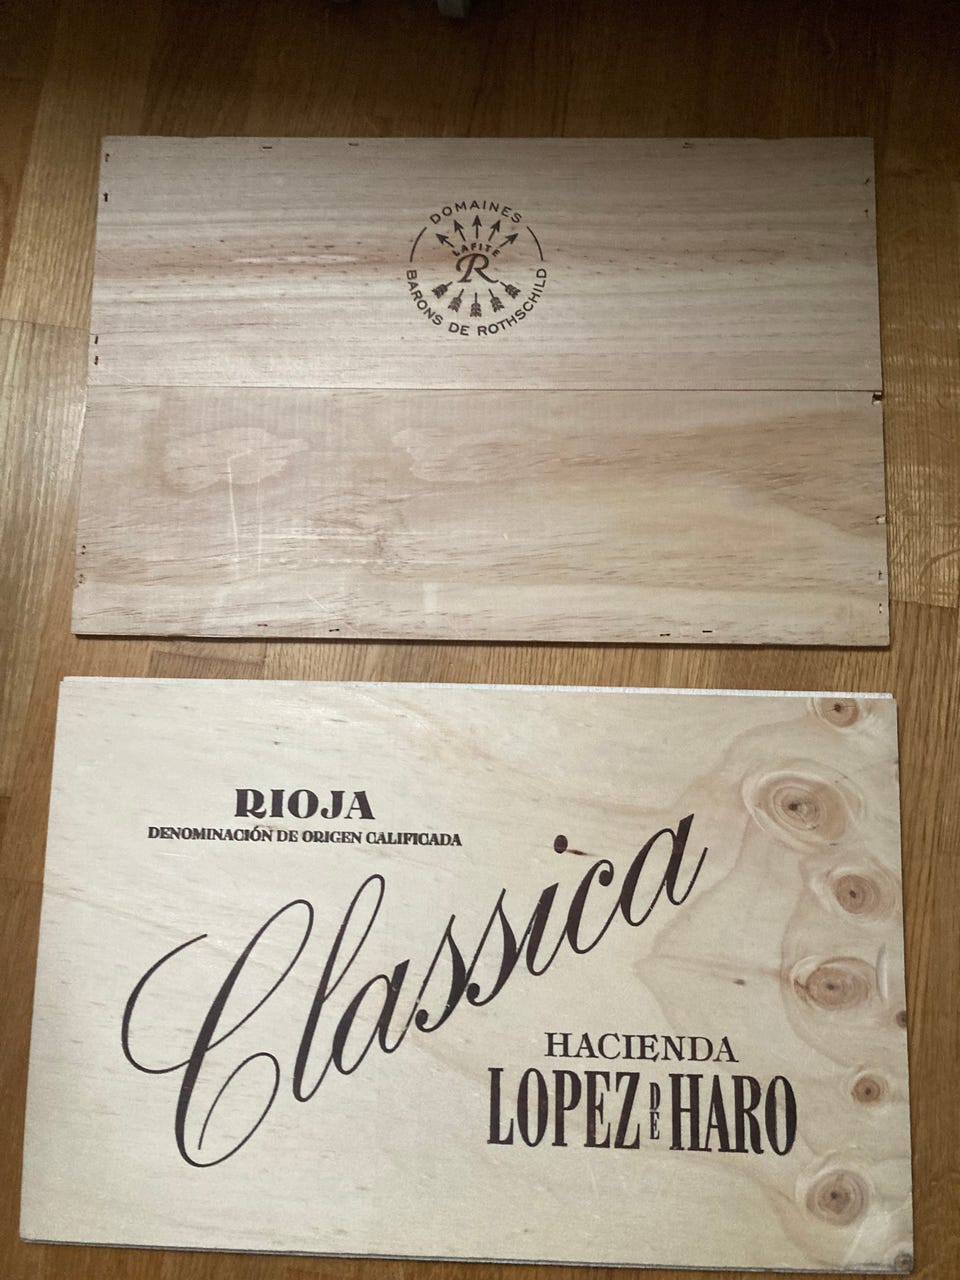 DOMAINES
LAFITE
R
BARONS DE ROTHSCHILD
RIOJA
DENOMINACIÓN DE ORIGEN CALIFICADA
Classica
HACIENDA
LOPEZ DE HARO